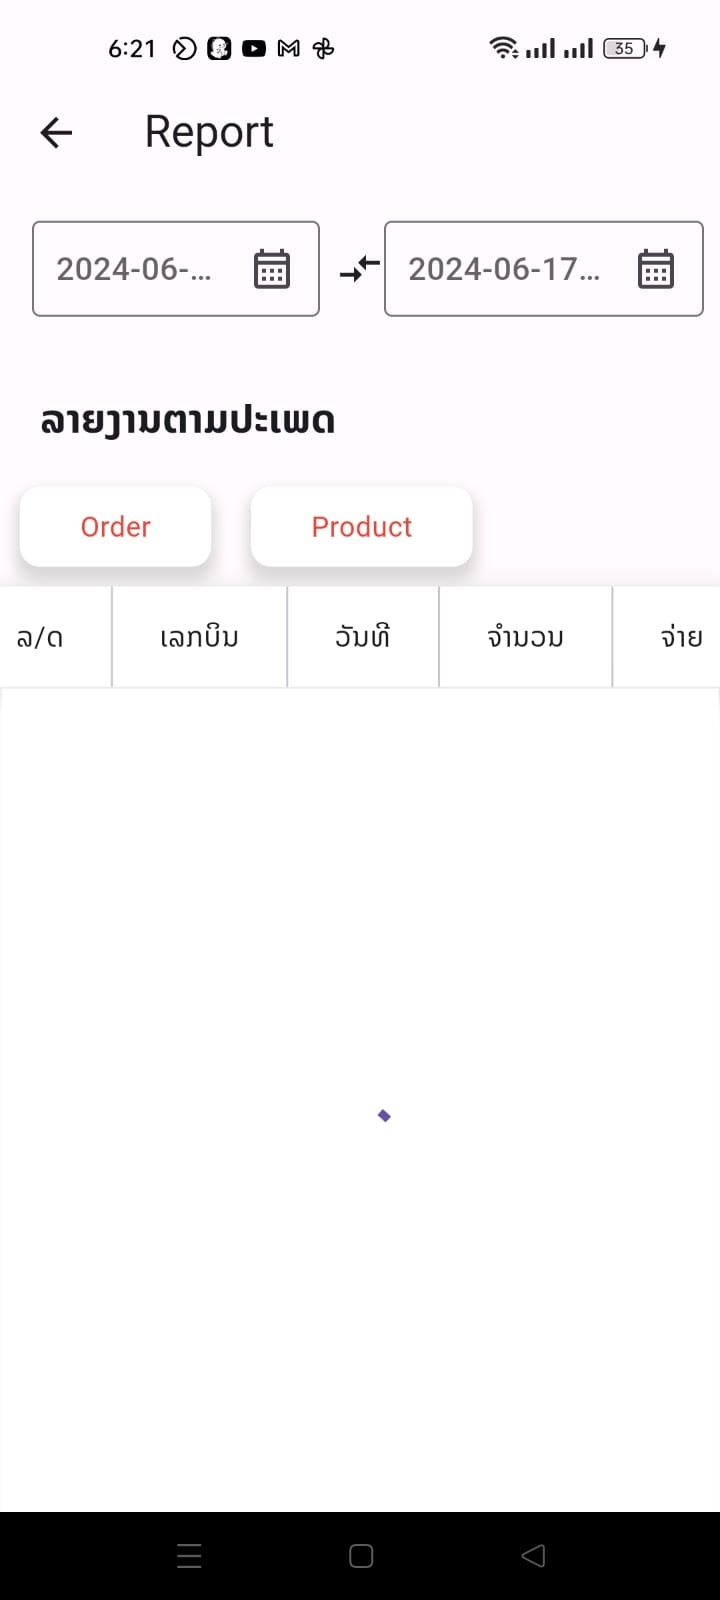 6:21 35
Report
2024-06-... 2024-06-17...
ລາຍງານຕາມປະເພດ
Order Product
ລ/ດ ເລກບິນ ວັນທີ ຈຳນວນ ຈ່າຍ